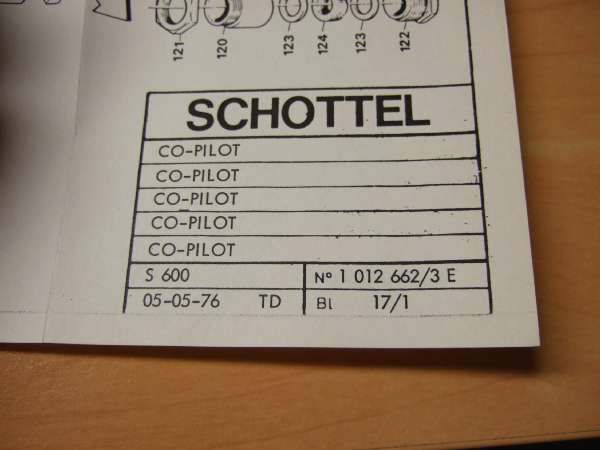 121 120 123 124 123 122
SCHOTTEL
CO-PILOT
CO-PILOT
CO-PILOT
CO-PILOT
CO-PILOT
S 600 Nº 1 012 662/3 E
05-05-76 TD Bl 17/1